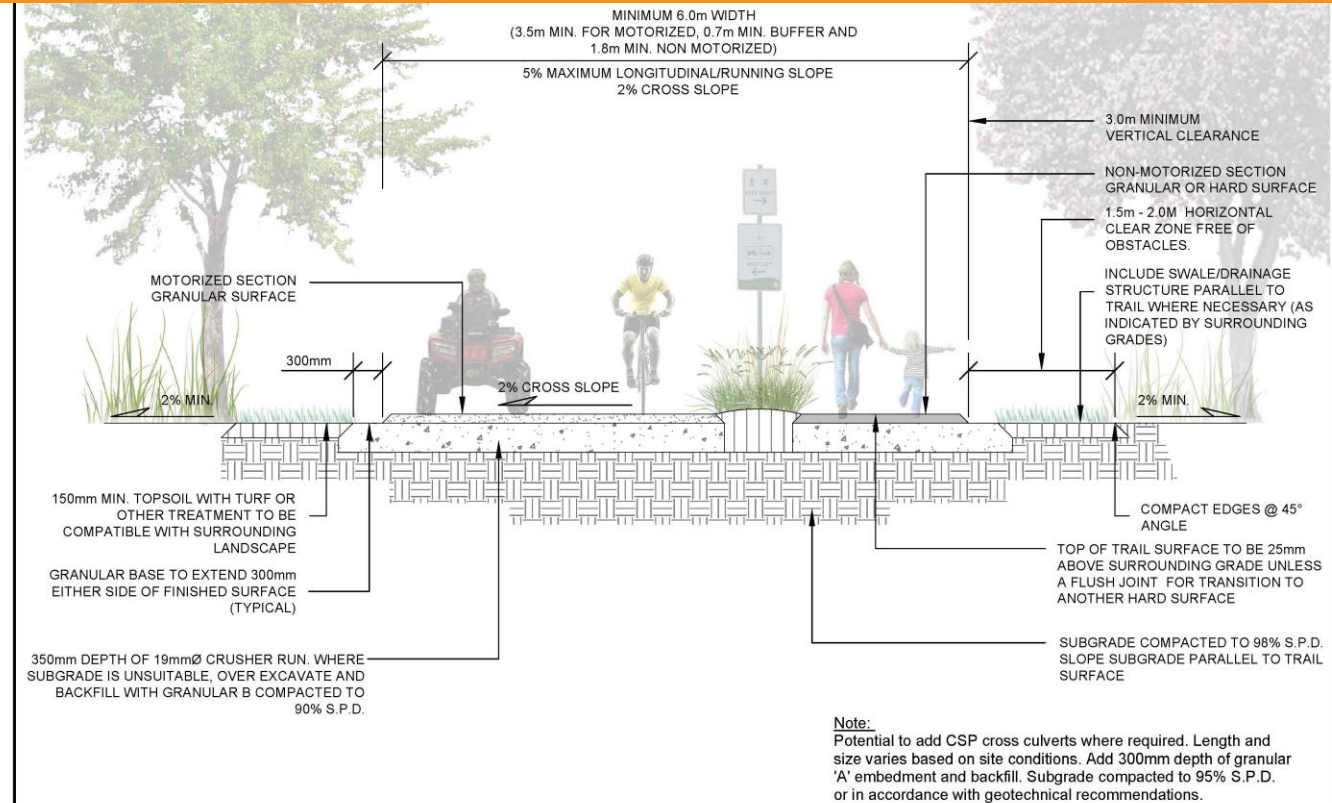 MINIMUM 6.0m WIDTH
(3.5m MIN. FOR MOTORIZED, 0.7m MIN. BUFFER AND
1.8m MIN. NON MOTORIZED)
5% MAXIMUM LONGITUDINAL/RUNNING SLOPE
2% CROSS SLOPE
3.0m MINIMUM
VERTICAL CLEARANCE
NON-MOTORIZED SECTION
GRANULAR OR HARD SURFACE
1.5m - 2.0M HORIZONTAL
CLEAR ZONE FREE OF
OBSTACLES.
INCLUDE SWALE/DRAINAGE
STRUCTURE PARALLEL TO
TRAIL WHERE NECESSARY (AS
INDICATED BY SURROUNDING
GRADES)
MOTORIZED SECTION
GRANULAR SURFACE
300mm
2% MIN.
2% CROSS SLOPE
2% MIN.
150mm MIN. TOPSOIL WITH TURF OR
OTHER TREATMENT TO BE
COMPATIBLE WITH SURROUNDING
LANDSCAPE
GRANULAR BASE TO EXTEND 300mm
EITHER SIDE OF FINISHED SURFACE
(TYPICAL)
350mm DEPTH OF 19mmØ CRUSHER RUN. WHERE
SUBGRADE IS UNSUITABLE, OVER EXCAVATE AND
BACKFILL WITH GRANULAR B COMPACTED TO
90% S.P.D.
COMPACT EDGES @ 45°
ANGLE
TOP OF TRAIL SURFACE TO BE 25mm
ABOVE SURROUNDING GRADE UNLESS
A FLUSH JOINT FOR TRANSITION TO
ANOTHER HARD SURFACE
SUBGRADE COMPACTED TO 98% S.P.D.
SLOPE SUBGRADE PARALLEL TO TRAIL
SURFACE
Note:
Potential to add CSP cross culverts where required. Length and
size varies based on site conditions. Add 300mm depth of granular
'A' embedment and backfill. Subgrade compacted to 95% S.P.D.
or in accordance with geotechnical recommendations.